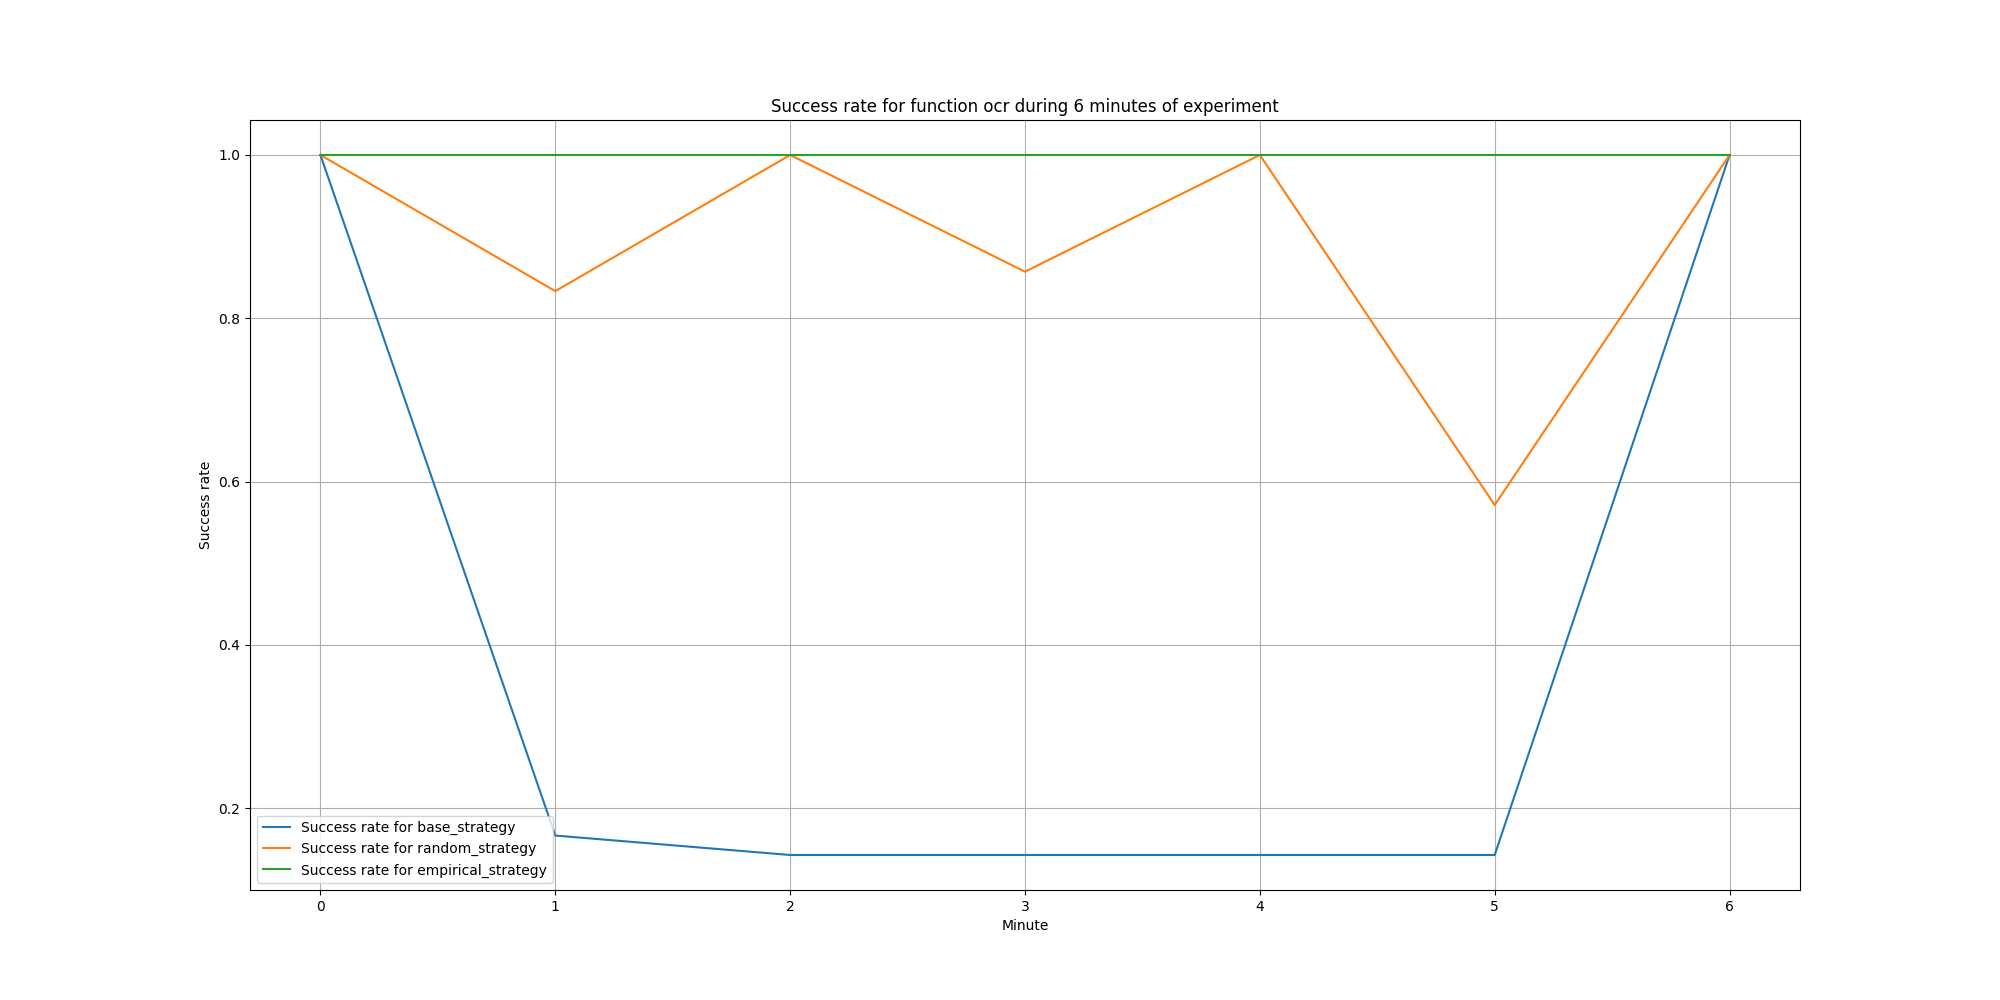 Success rate for function ocr during 6 minutes of experiment
1.0
0.8
0.6
0.4
0.2
Success rate
Success rate for base_strategy
Success rate for random_strategy
Success rate for empirical_strategy
0 1 2 3 4 5 6
Minute